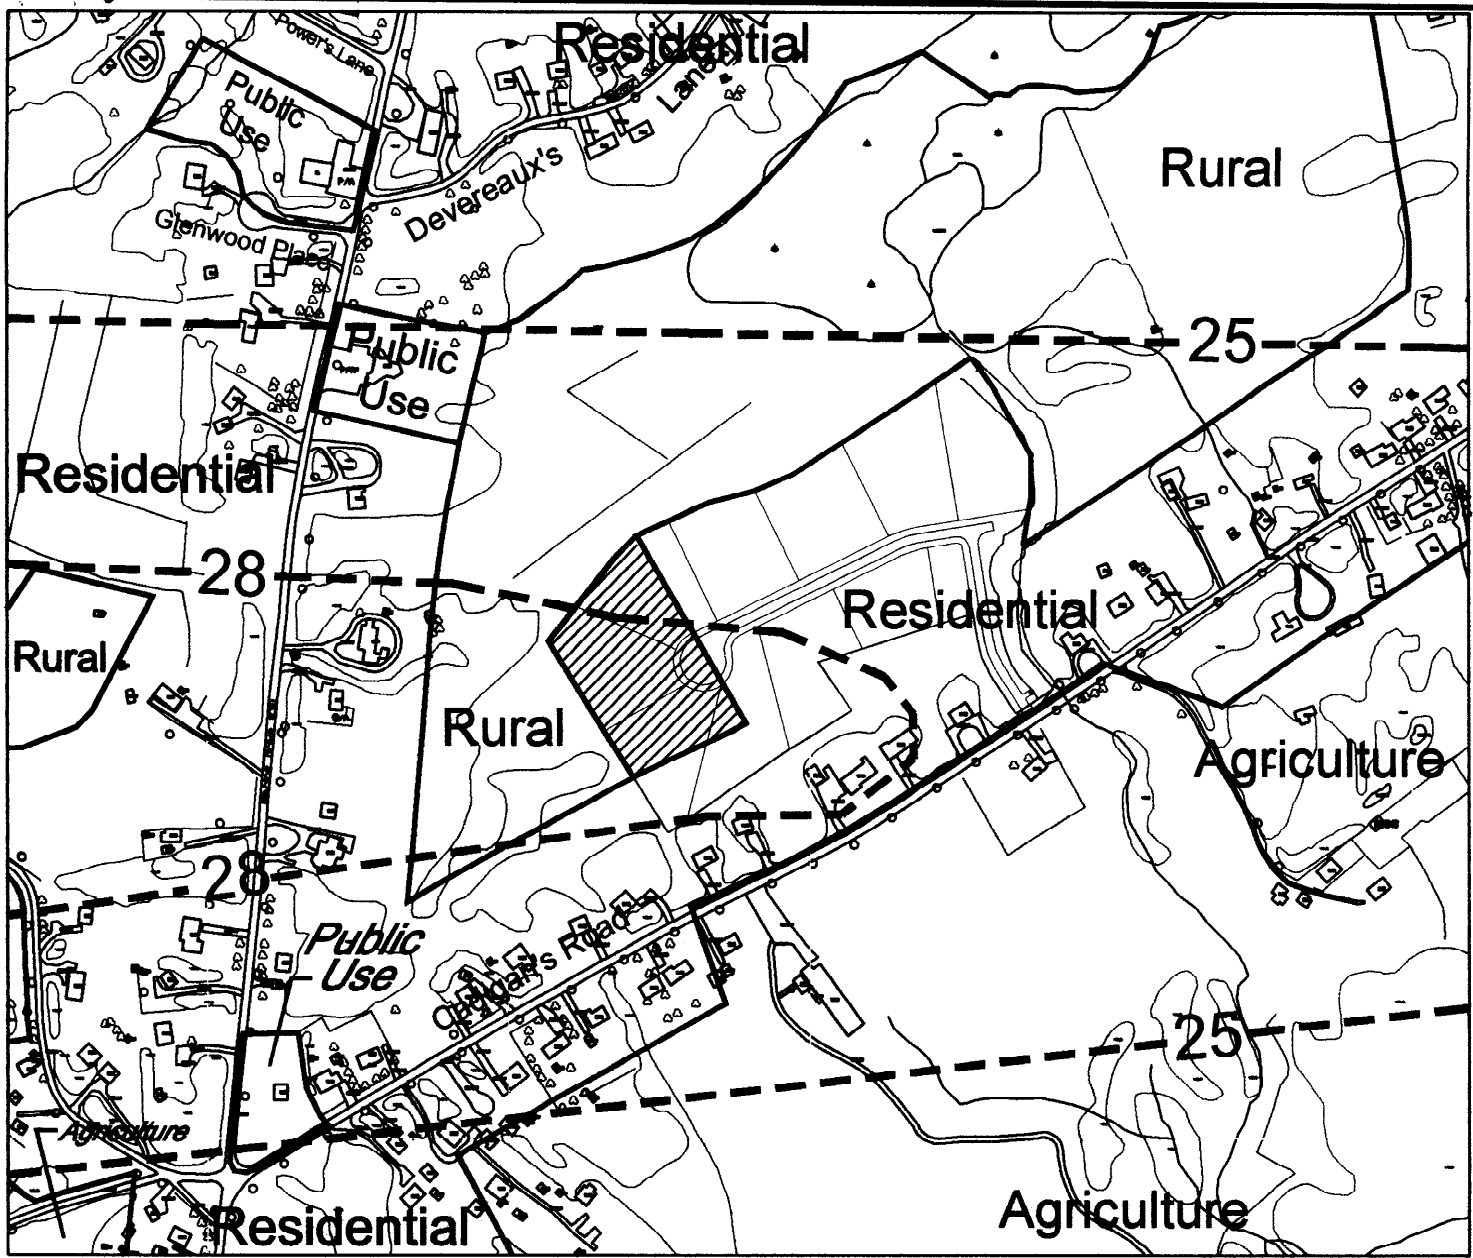 Residential
Power's Lane
Public
Use
Devereaux's
Lane
Rural
Glenwood Place
Public
Use
25
Residential
28
Residential
Rural
Rural
Agriculture
28
Public
Use
Cadigan's Road
25
Agriculture
Agriculture
Residential